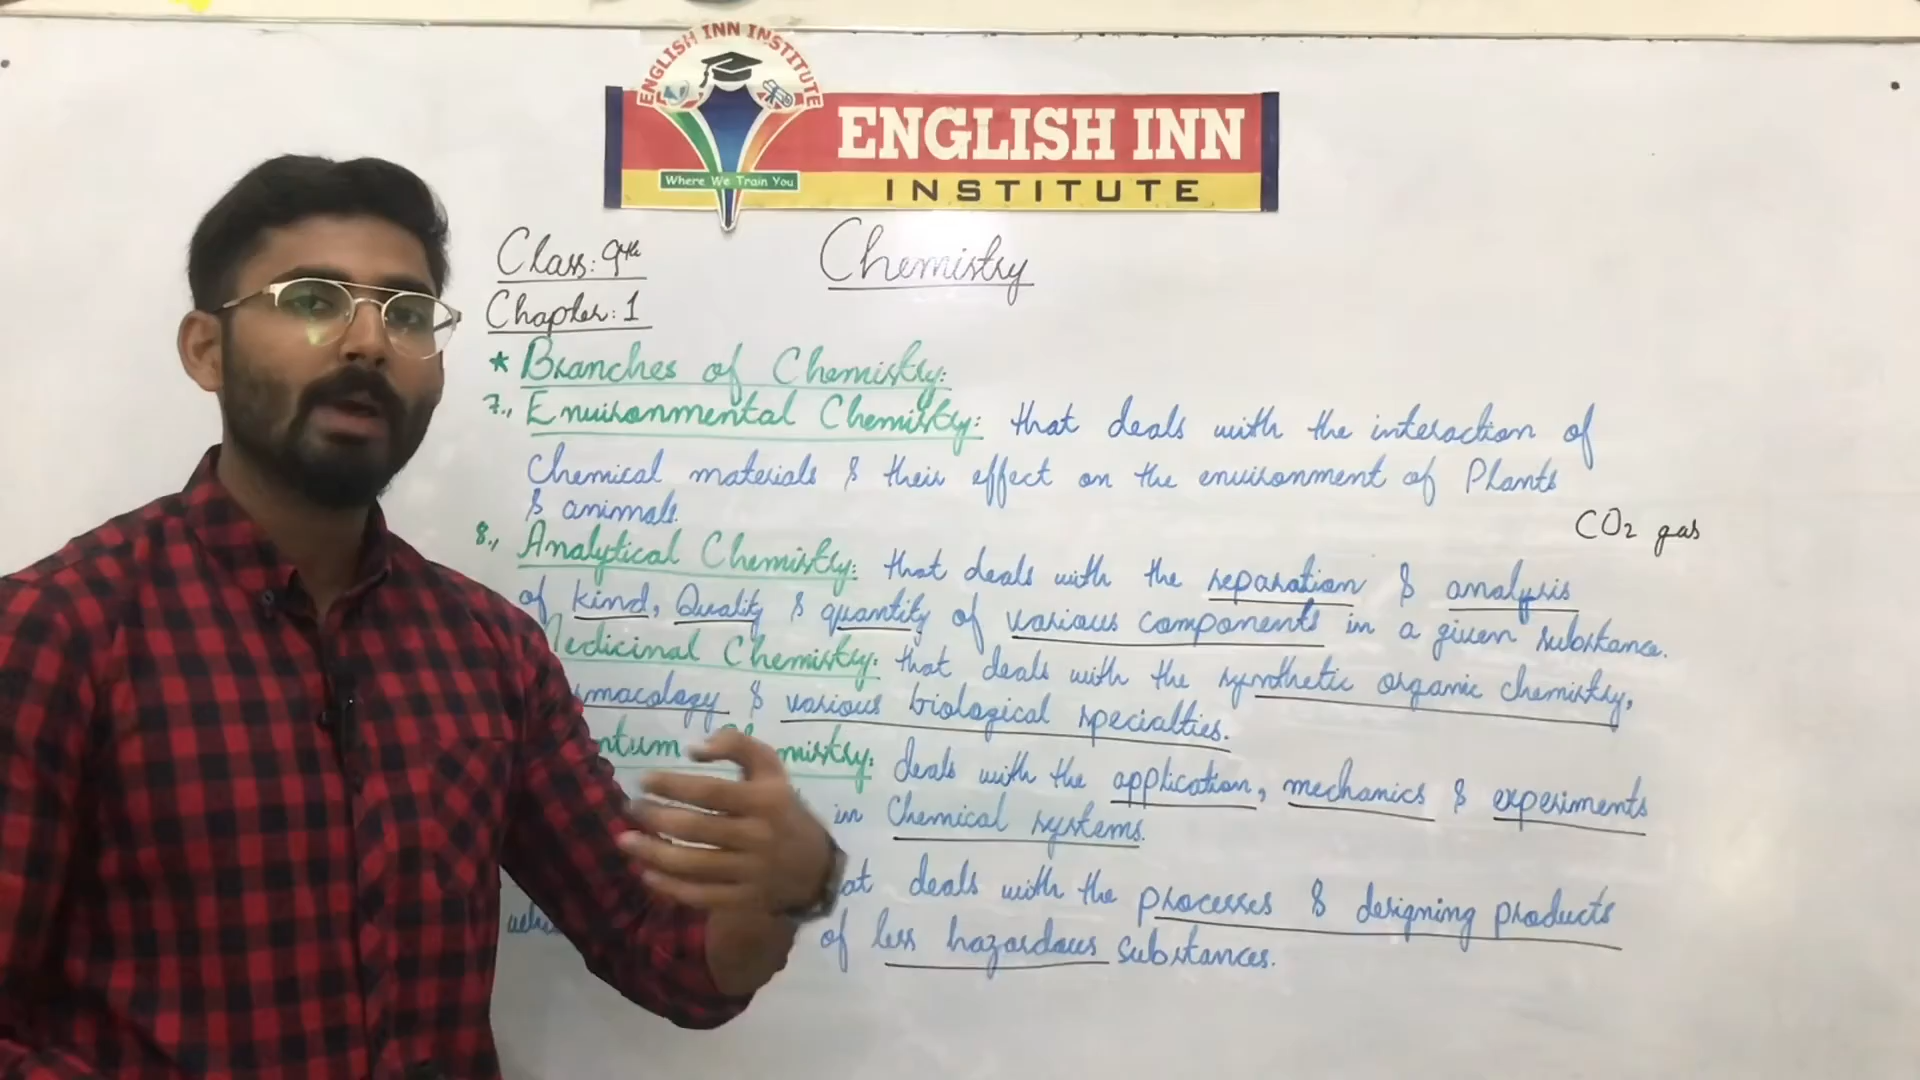 ENGLISH INN INSTITUTE
Where We Train You
ENGLISH INN
INSTITUTE
Class: 9th
Chemistry
Chapter: 1
* Branches of Chemistry:
7., Environmental Chemistry: that deals with the interaction of
Chemical materials & their effect on the environment of Plants
& animals.
CO2 gas
8., Analytical Chemistry: that deals with the separation & analysis
of kind, Quality & quantity of various components in a given substance.
Medicinal Chemistry: that deals with the synthetic organic chemistry,
macology & various biological specialties.
ntum Chemistry: deals with the application, mechanics & experiments
in Chemical systems.
at deals with the processes & designing products
of less hazardous substances.